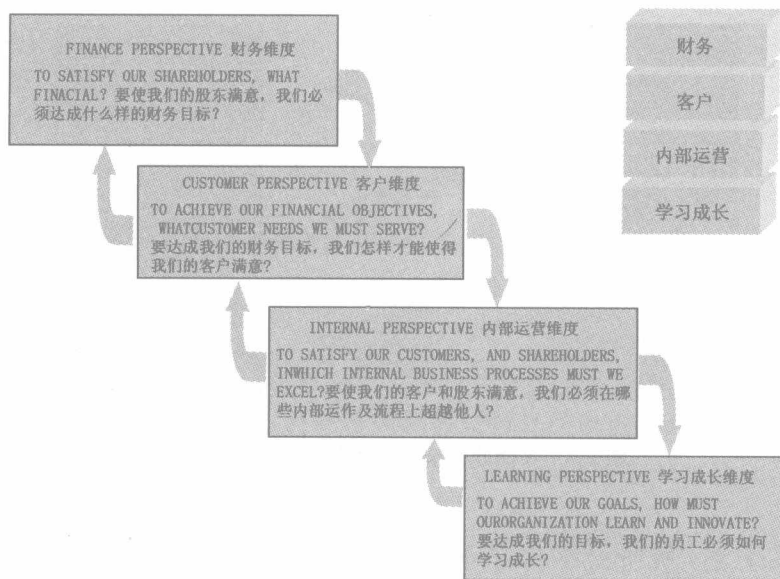 FINANCE PERSPECTIVE 财务维度
TO SATISFY OUR SHAREHOLDERS, WHAT
FINACIAL? 要使我们的股东满意，我们必
须达成什么样的财务目标？
CUSTOMER PERSPECTIVE 客户维度
TO ACHIEVE OUR FINANCIAL OBJECTIVES,
WHATCUSTOMER NEEDS WE MUST SERVE?
要达成我们的财务目标，我们怎样才能使得
我们的客户满意？
INTERNAL PERSPECTIVE 内部运营维度
TO SATISFY OUR CUSTOMERS, AND SHAREHOLDERS,
INWHICH INTERNAL BUSINESS PROCESSES MUST WE
EXCEL?要使我们的客户和股东满意，我们必须在哪
些内部运作及流程上超越他人？
LEARNING PERSPECTIVE 学习成长维度
TO ACHIEVE OUR GOALS, HOW MUST
OURORGANIZATION LEARN AND INNOVATE?
要达成我们的目标，我们的员工必须如何
学习成长？
财务
客户
内部运营
学习成长